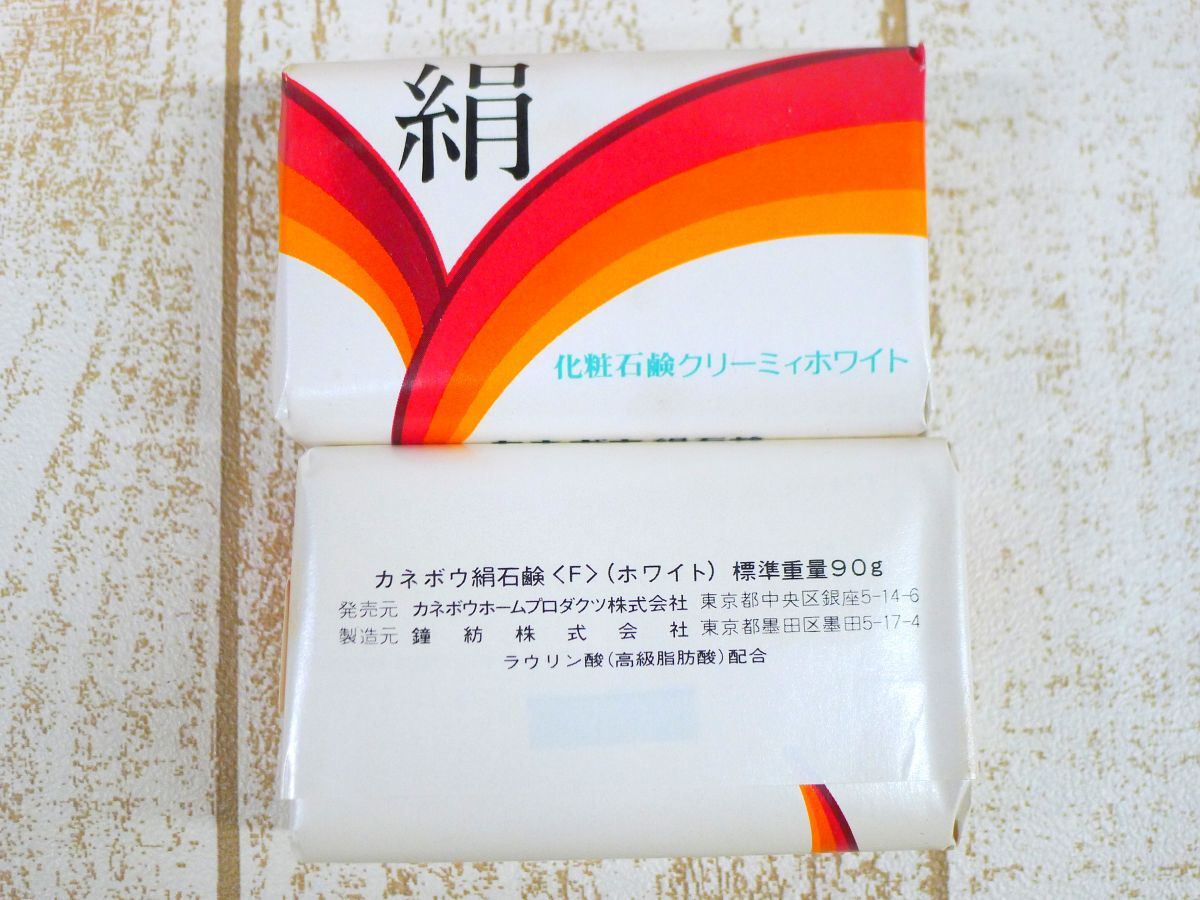 絹
化粧石鹸クリーミィホワイト
カネボウ絹石鹸〈F〉(ホワイト) 標準重量90g
発売元 カネボウホームプロダクツ株式会社 東京都中央区銀座5-14-6
製造元 鐘紡株式会社 東京都墨田区墨田5-17-4
ラウリン酸(高級脂肪酸)配合